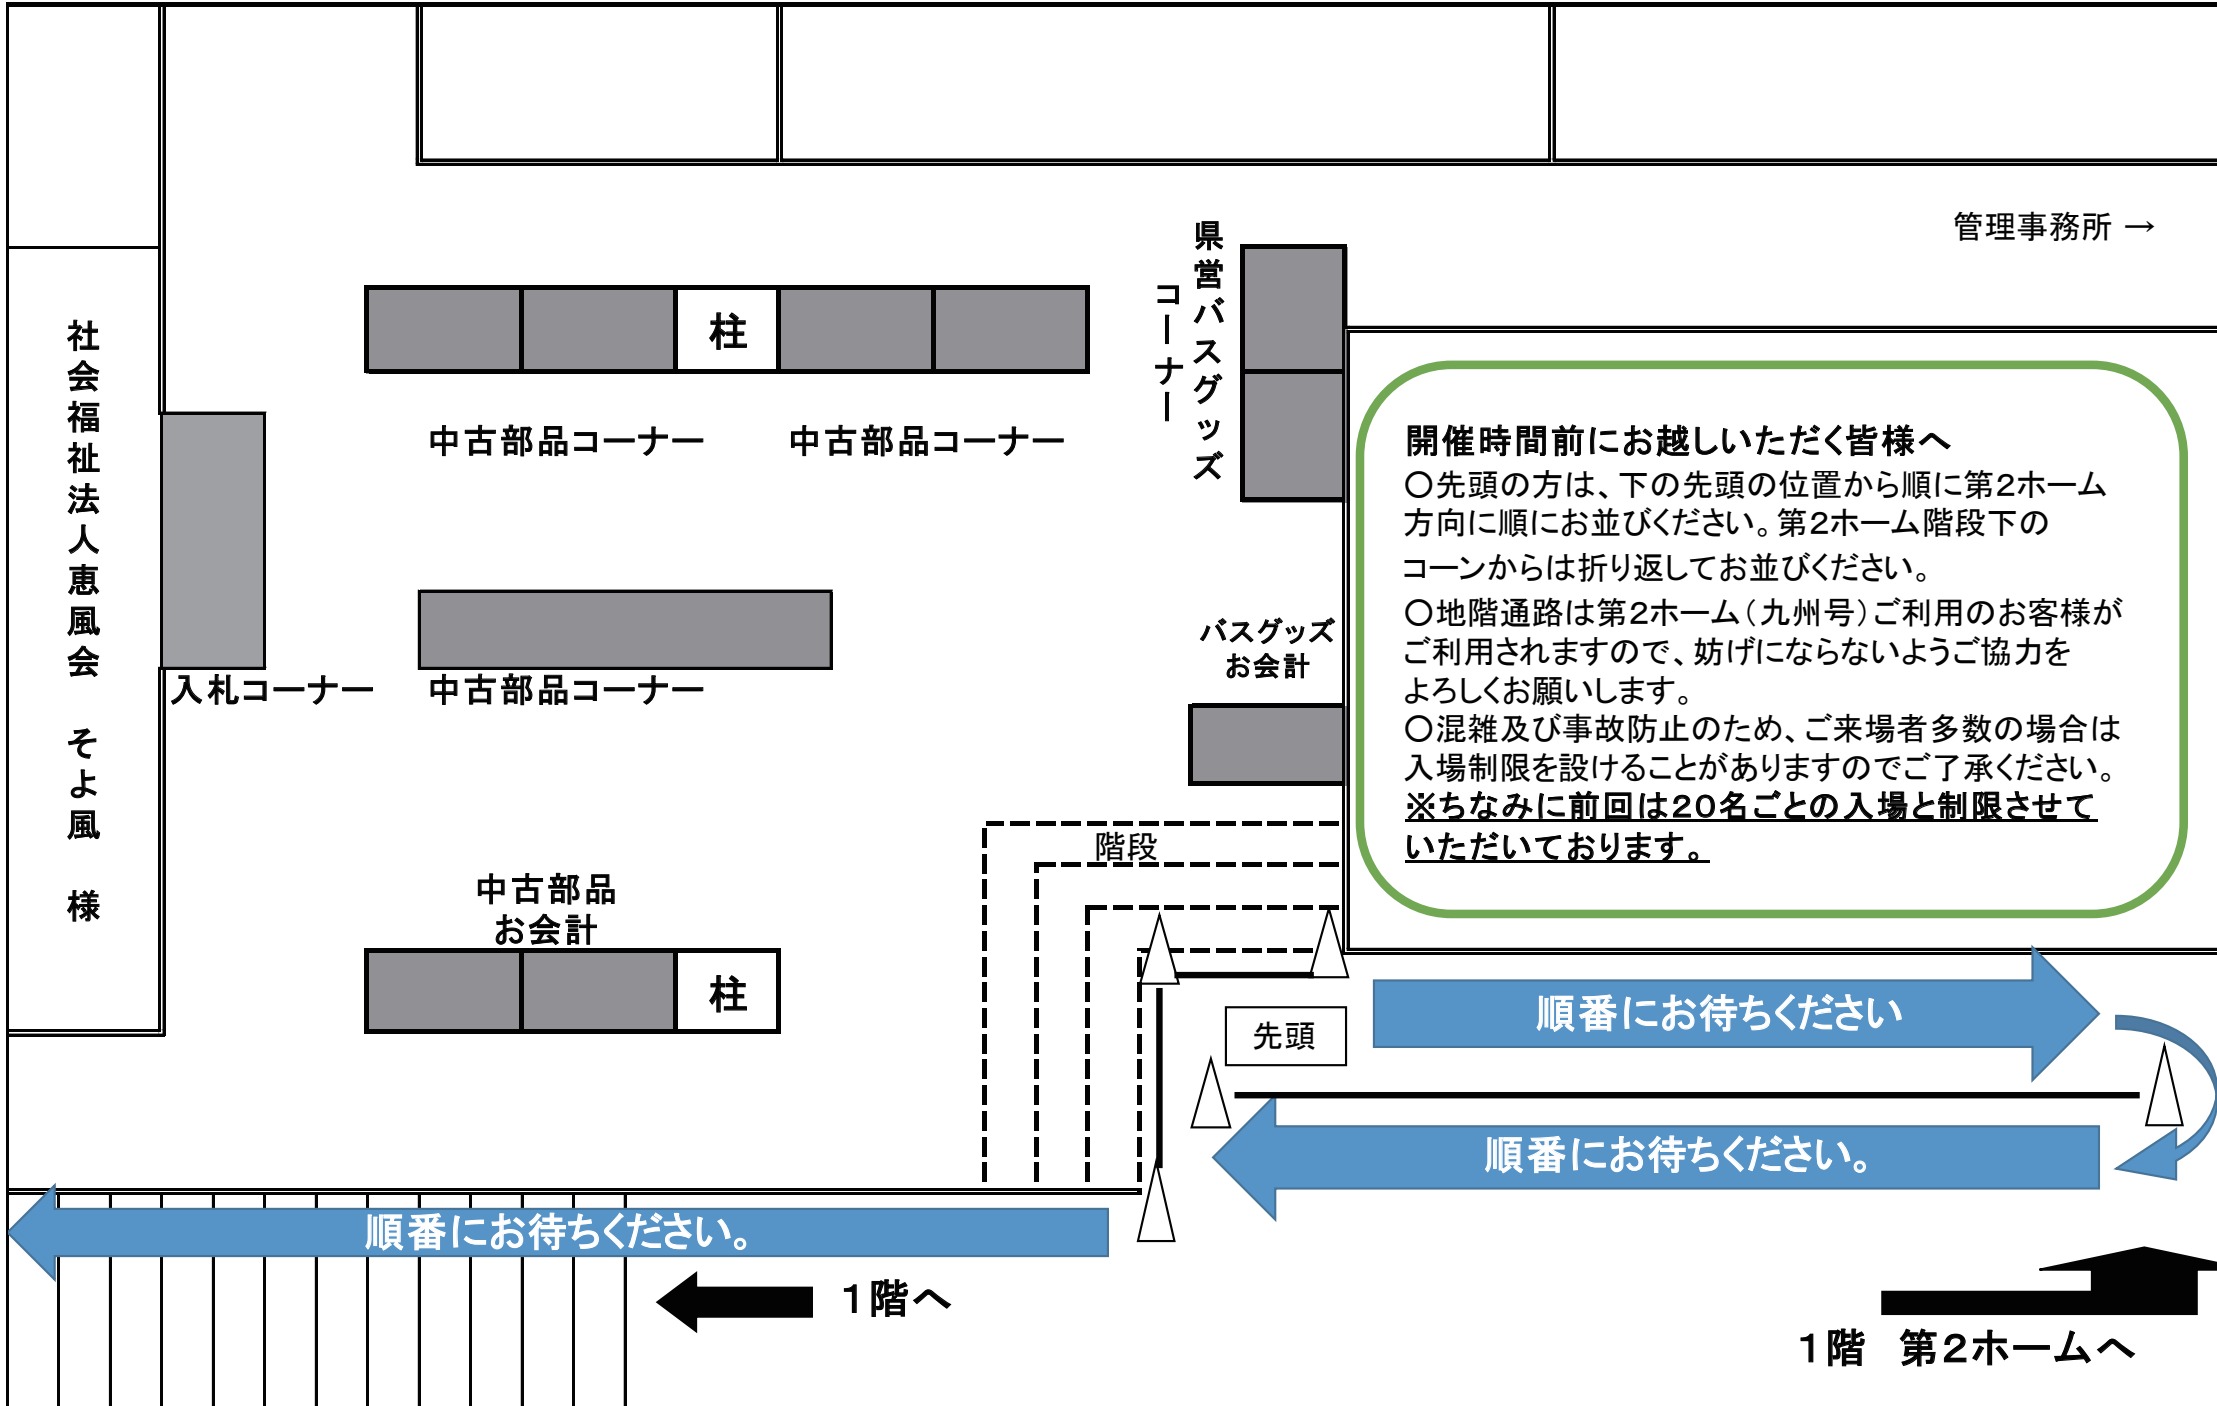 管理事務所 →
県営バスグッズ
コーナー
柱
社会福祉法人恵風会 そよ風 様
中古部品コーナー
中古部品コーナー
入札コーナー
中古部品コーナー
バスグッズ
お会計
開催時間前にお越しいただく皆様へ
○先頭の方は、下の先頭の位置から順に第2ホーム
方向に順にお並びください。第2ホーム階段下の
コーンからは折り返してお並びください。
○地階通路は第2ホーム(九州号)ご利用のお客様が
ご利用されますので、妨げにならないようご協力を
よろしくお願いします。
○混雑及び事故防止のため、ご来場者多数の場合は
入場制限を設けることがありますのでご了承ください。
※ちなみに前回は20名ごとの入場と制限させて
いただいております。
階段
中古部品
お会計
柱
先頭
順番にお待ちください
順番にお待ちください。
順番にお待ちください。
1階へ
1階 第2ホームへ